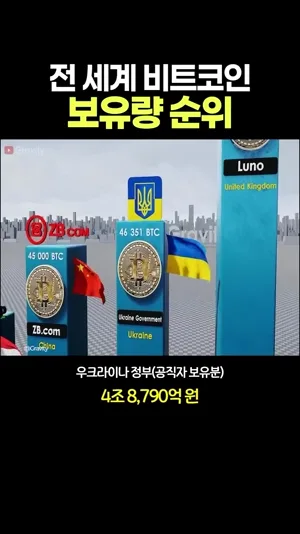 전 세계 비트코인
보유량 순위
Gravity
Luno
United Kingdom
ZB.COM
46 351 BTC
45 000 BTC
Ukraine Government
Ukraine
ZB.com
China
우크라이나 정부(공직자 보유분)
4조 8,790억 원